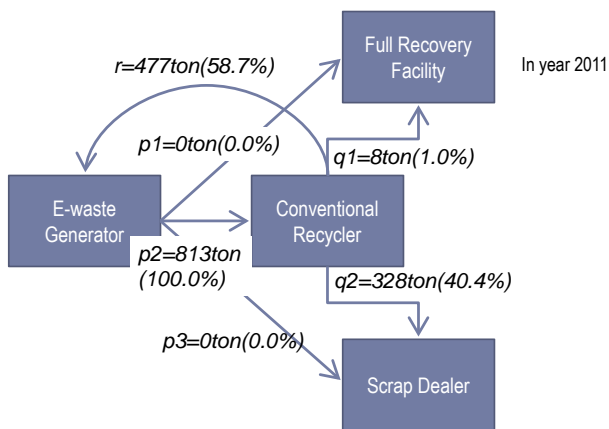 Full Recovery
Facility
In year 2011
r=477ton(58.7%)
p1=0ton(0.0%)
q1=8ton(1.0%)
E-waste
Generator
Conventional
Recycler
p2=813ton
(100.0%)
q2=328ton(40.4%)
p3=0ton(0.0%)
Scrap Dealer